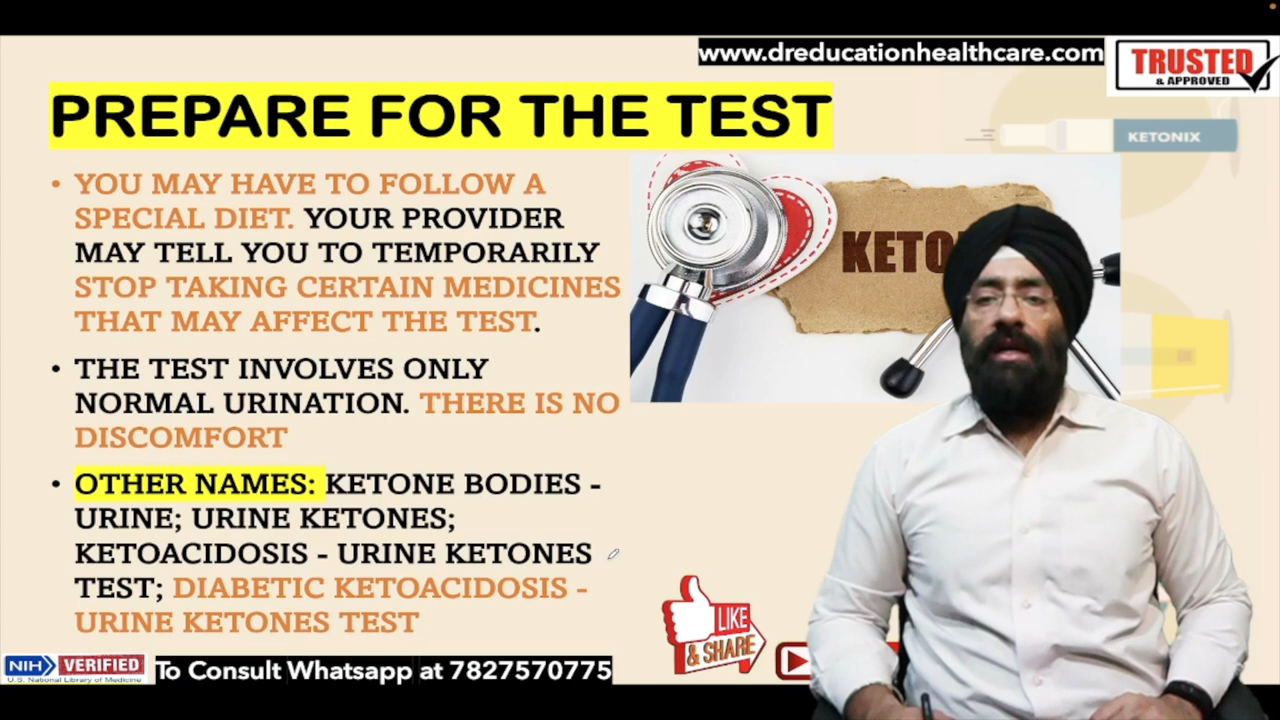 www.dreducationhealthcare.com
TRUSTED
& APPROVED
PREPARE FOR THE TEST
KETONIX
• YOU MAY HAVE TO FOLLOW A
SPECIAL DIET. YOUR PROVIDER
MAY TELL YOU TO TEMPORARILY
STOP TAKING CERTAIN MEDICINES
THAT MAY AFFECT THE TEST.
KETO
• THE TEST INVOLVES ONLY
NORMAL URINATION. THERE IS NO
DISCOMFORT
• OTHER NAMES: KETONE BODIES -
URINE; URINE KETONES;
KETOACIDOSIS - URINE KETONES
TEST; DIABETIC KETOACIDOSIS -
URINE KETONES TEST
LIKE
& SHARE
NIH VERIFIED
U.S. National Library of Medicine
To Consult Whatsapp at 7827570775